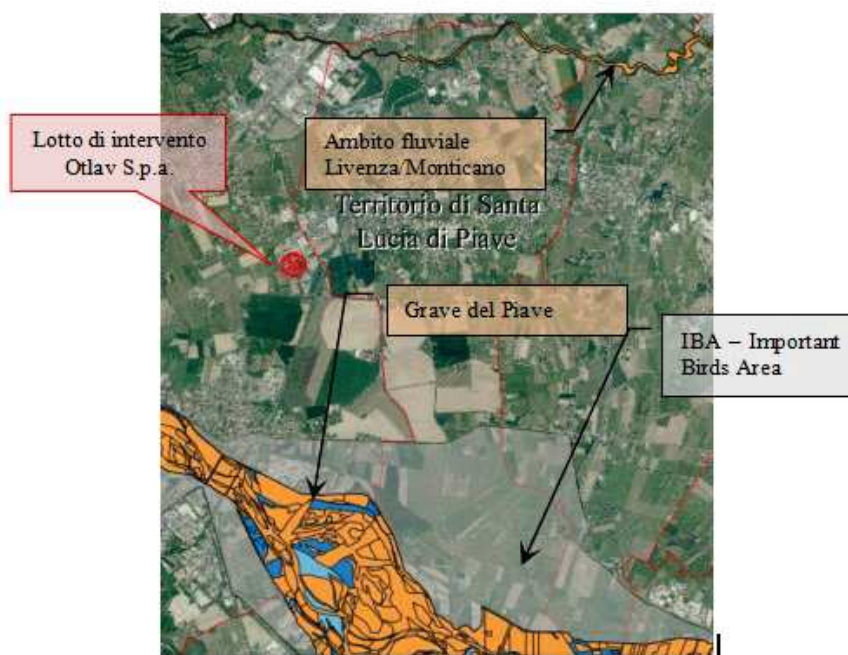 Lotto di intervento
Otlav S.p.a.
Ambito fluviale
Livenza/Monticano
Territorio di Santa
Lucia di Piave
Grave del Piave
IBA – Important
Birds Area